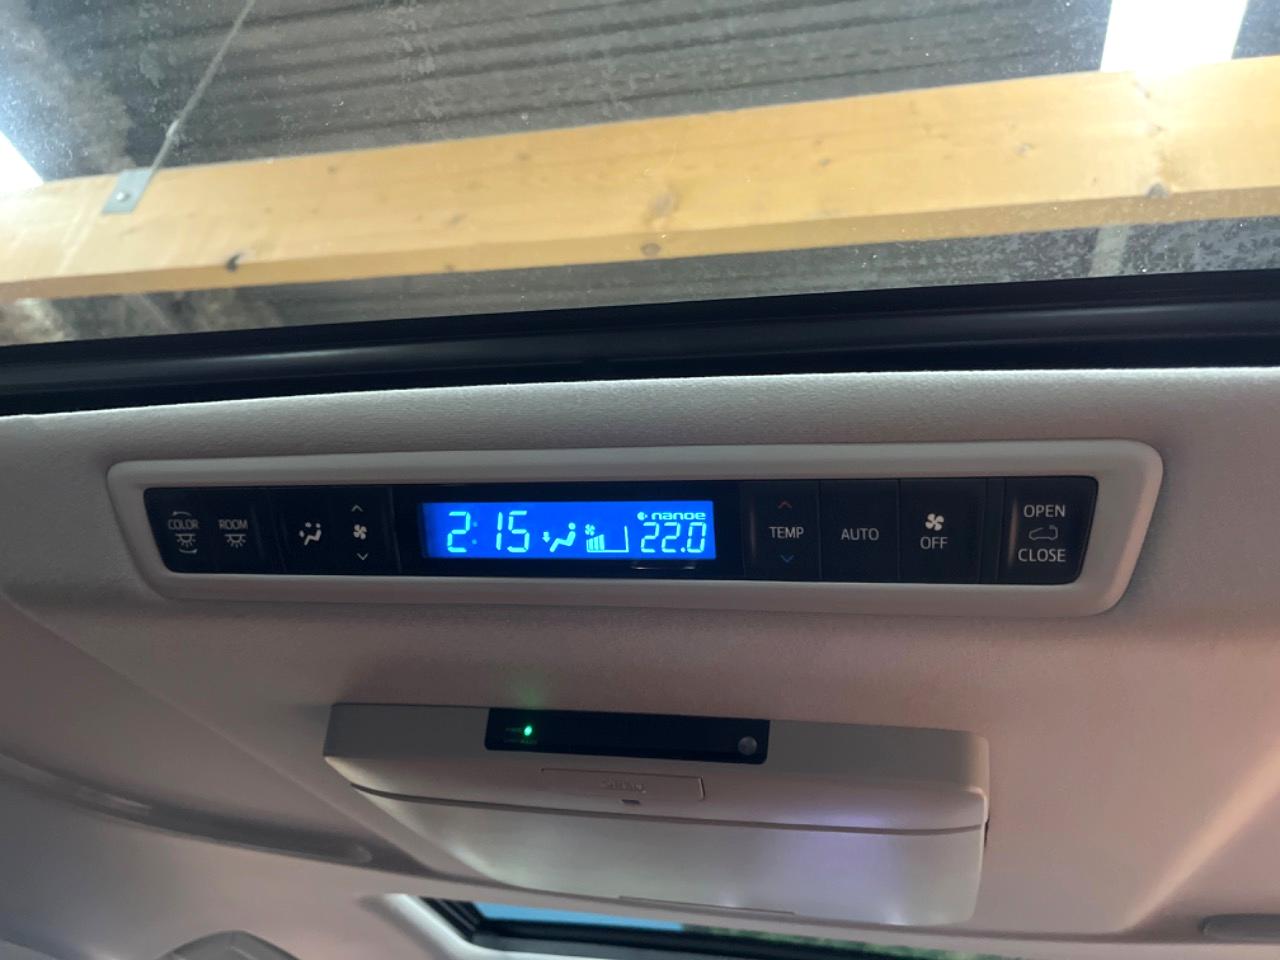 COLOR
ROOM
2:15
nanoe
22.0
TEMP
AUTO
OFF
OPEN
CLOSE